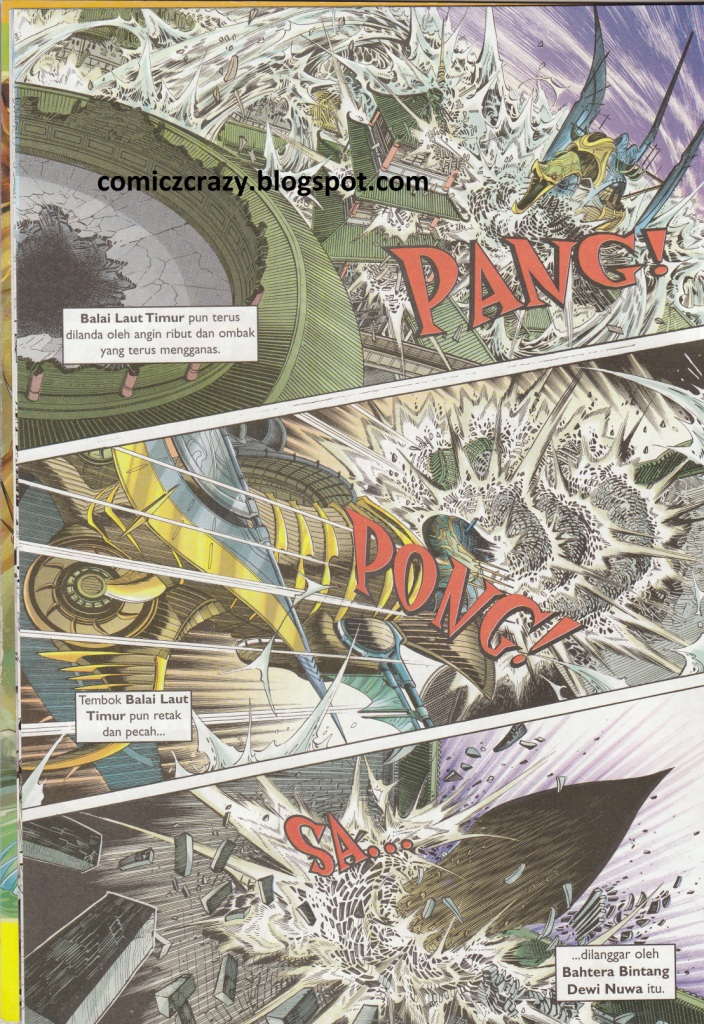 comiczcrazy.blogspot.com
PANG!
Balai Laut Timur pun terus
dilanda oleh angin ribut dan ombak
yang terus mengganas.
PONG!
Tembok Balai Laut
Timur pun retak
dan pecah...
SA...
...dilanggar oleh
Bahtera Bintang
Dewi Nuwa itu.